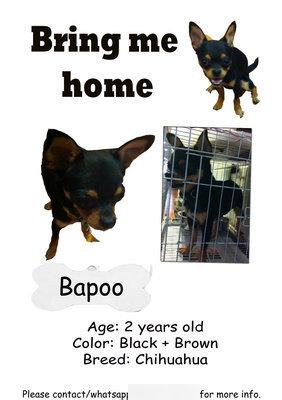 Bring me
home
Bapoo
Age: 2 years old
Color: Black + Brown
Breed: Chihuahua
Please contact/whatsapp for more info.